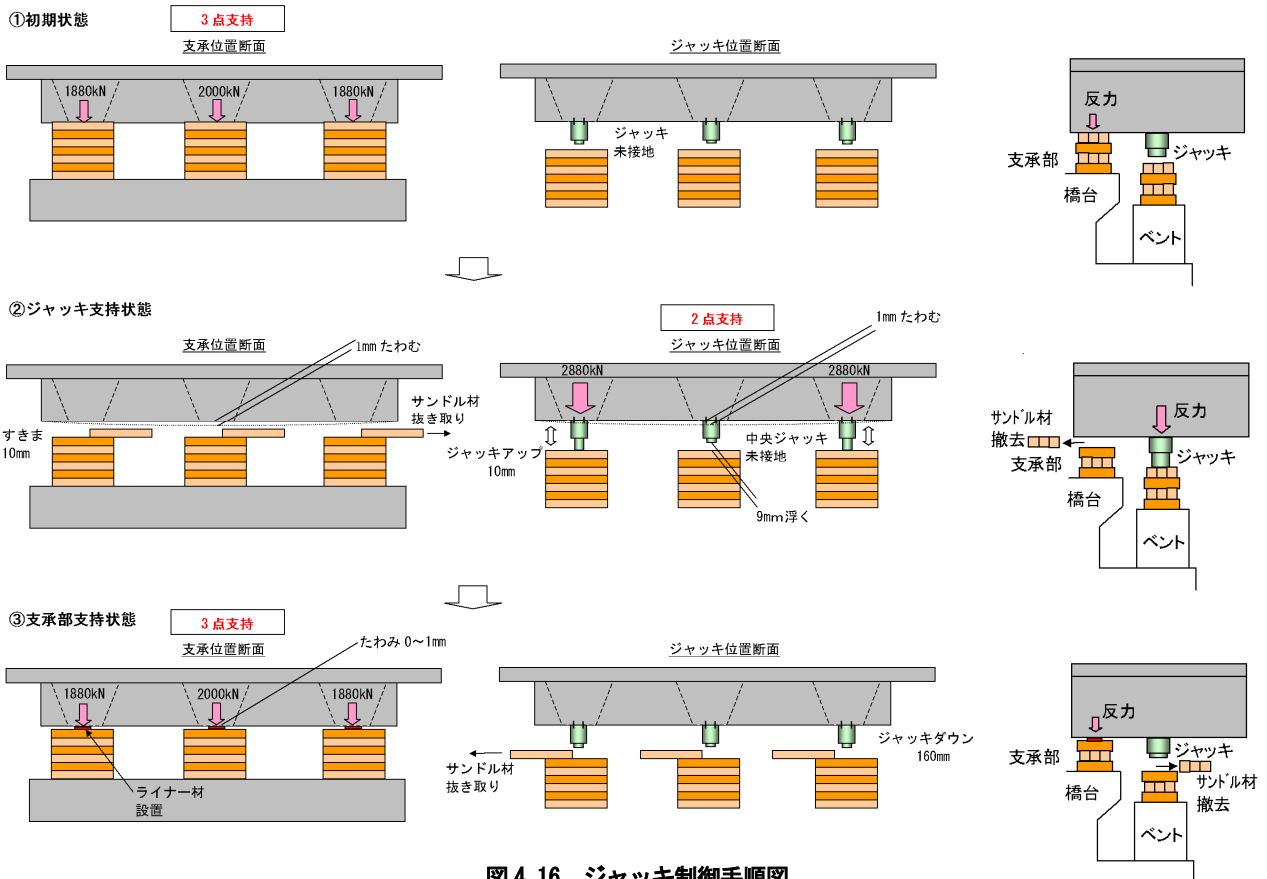 ①初期状態
3点支持
支承位置断面
1880kN
2000kN
1880kN
ジャッキ位置断面
ジャッキ
未接地
反力
ジャッキ
支承部
橋台
ベント
②ジャッキ支持状態
支承位置断面
1mmたわむ
サンドル材
抜き取り
すきま
10mm
2点支持
ジャッキ位置断面
1mmたわむ
2880kN
2880kN
ジャッキアップ
10mm
中央ジャッキ
未接地
9mm浮く
サンドル材
撤去
反力
支承部
ジャッキ
橋台
ベント
③支承部支持状態
3点支持
支承位置断面
たわみ0～1mm
1880kN
2000kN
1880kN
ライナー材
設置
ジャッキ位置断面
サンドル材
抜き取り
ジャッキダウン
160mm
反力
支承部
ジャッキ
サンドル材
撤去
橋台
ベント
図4.16 ジャッキ制御手順図